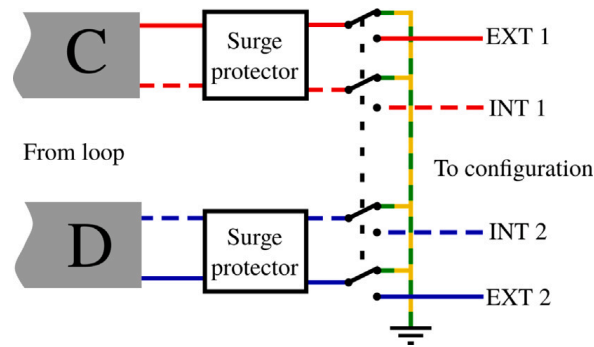 C
Surge
protector
EXT 1
INT 1
From loop
To configuration
D
Surge
protector
INT 2
EXT 2